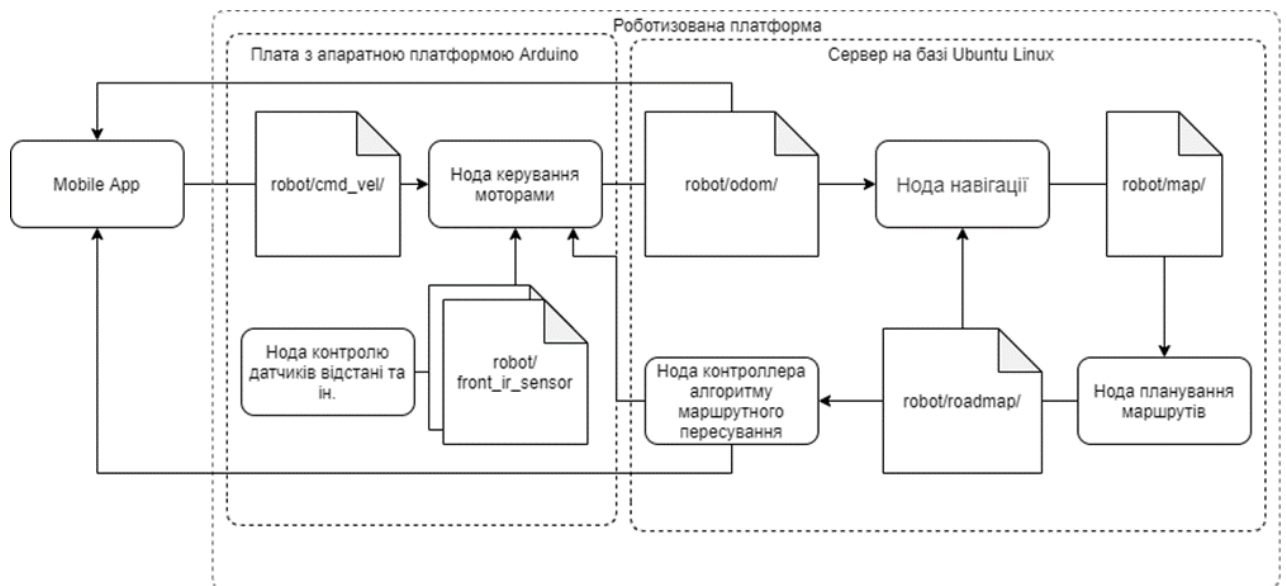 Роботизована платформа
Плата з апаратною платформою Arduino
Сервер на базі Ubuntu Linux
Mobile App
robot/cmd_vel/
Нода керування
моторами
robot/odom/
Нода навігації
robot/map/
Нода контролю
датчиків відстані та
ін.
robot/
front_ir_sensor
Нода контроллера
алгоритму
маршрутного
пересування
robot/roadmap/
Нода планування
маршрутів